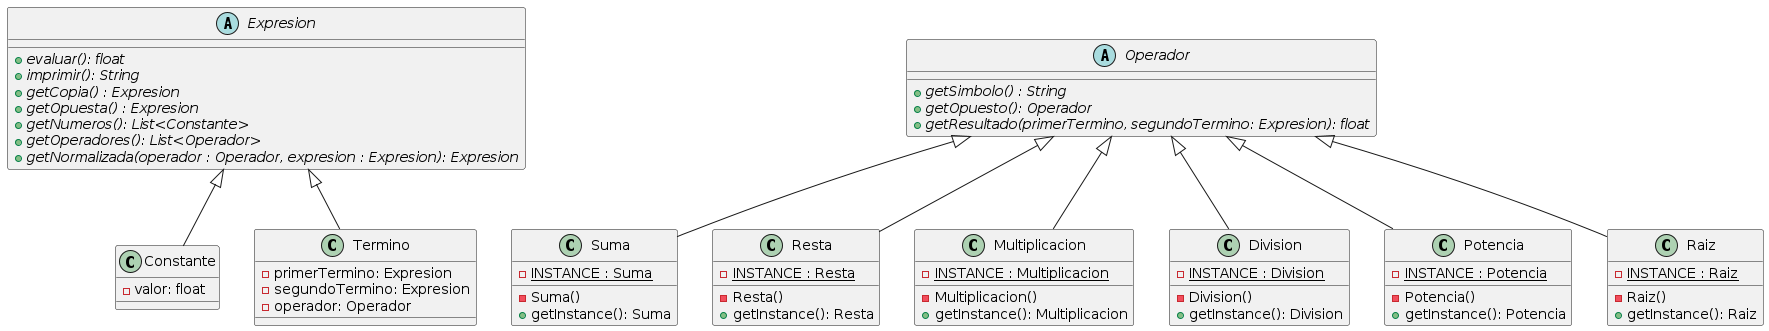 A Expresion
evaluar(): float
imprimir(): String
getCopia() : Expresion
getOpuesta() : Expresion
getNumeros(): List<Constante>
getOperadores(): List<Operador>
getNormalizada(operador : Operador, expresion : Expresion): Expresion
A Operador
getSimbolo() : String
getOpuesto(): Operador
getResultado(primerTermino, segundoTermino: Expresion): float
C Constante
valor: float
C Termino
primerTermino: Expresion
segundoTermino: Expresion
operador: Operador
C Suma
INSTANCE : Suma
Suma()
getInstance(): Suma
C Resta
INSTANCE : Resta
Resta()
getInstance(): Resta
C Multiplicacion
INSTANCE : Multiplicacion
Multiplicacion()
getInstance(): Multiplicacion
C Division
INSTANCE : Division
Division()
getInstance(): Division
C Potencia
INSTANCE : Potencia
Potencia()
getInstance(): Potencia
C Raiz
INSTANCE : Raiz
Raiz()
getInstance(): Raiz